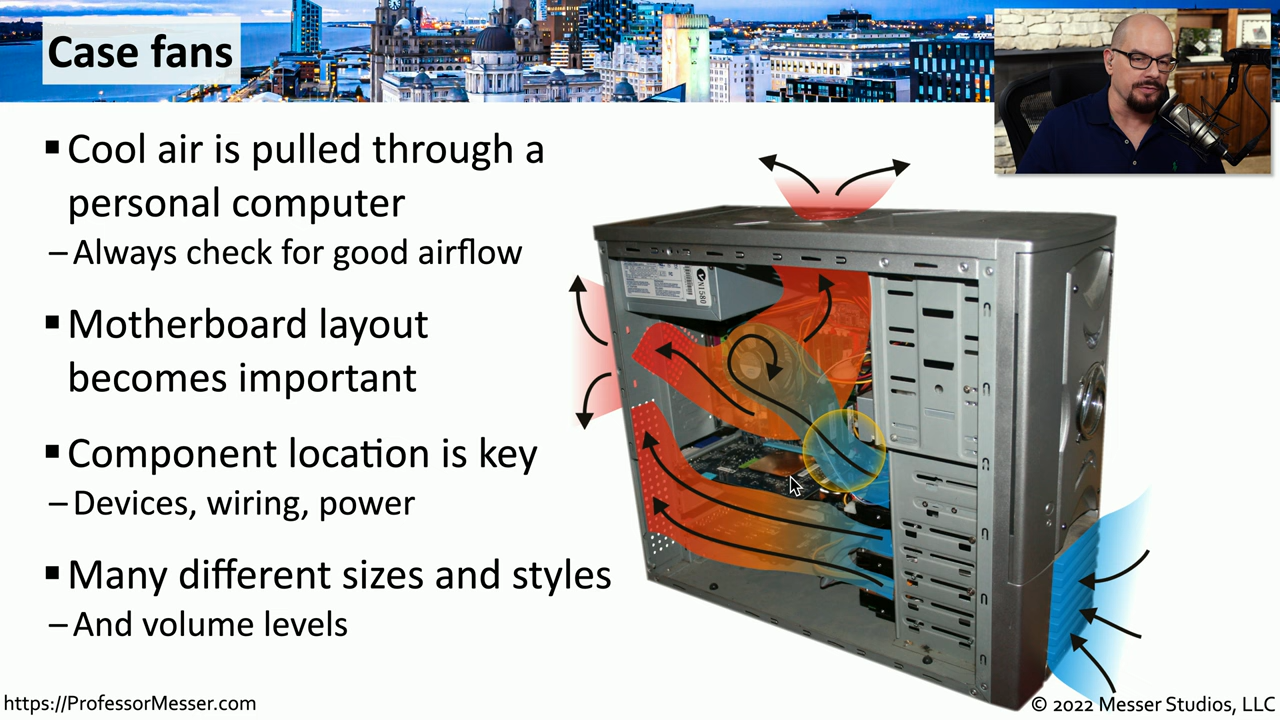 Case fans
▪ Cool air is pulled through a
personal computer
– Always check for good airflow
▪ Motherboard layout
becomes important
▪ Component location is key
– Devices, wiring, power
▪ Many different sizes and styles
– And volume levels
VN1580
https://ProfessorMesser.com
© 2022 Messer Studios, LLC